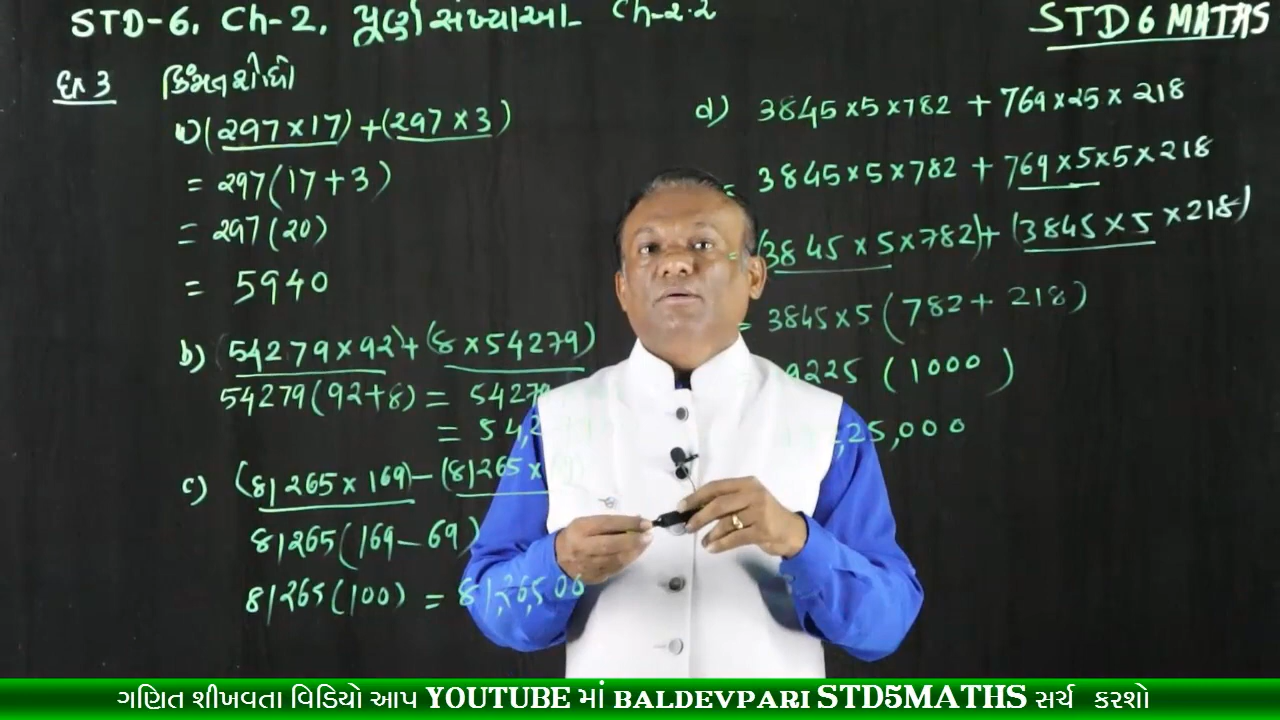 STD-6. Ch-2. પૂર્ણ સંખ્યાઓ Ch-2.2
STD 6 MATHS
દા 3 કિંમત શોધો
(297×17) + (297×3)
= 297(17+3)
= 297(20)
= 5940
b) (54279×92) + (8×54279)
54279(92+8) = 54279
= 54,
c) (81265×169) - (81265×
81265(169-69)
81265(100) = 81,26,500
d) 3845×5×782 + 769×25×218
= 3845×5×782 + 769×5×5×218
= (3845×5×782) + (3845×5×218)
= 3845×5(782+218)
9225 (1000)
,25,000
ગણિત શીખવતા વિડિયો આપ YOUTUBE માં BALDEVPARI STD5MATHS સર્ચ કરશો